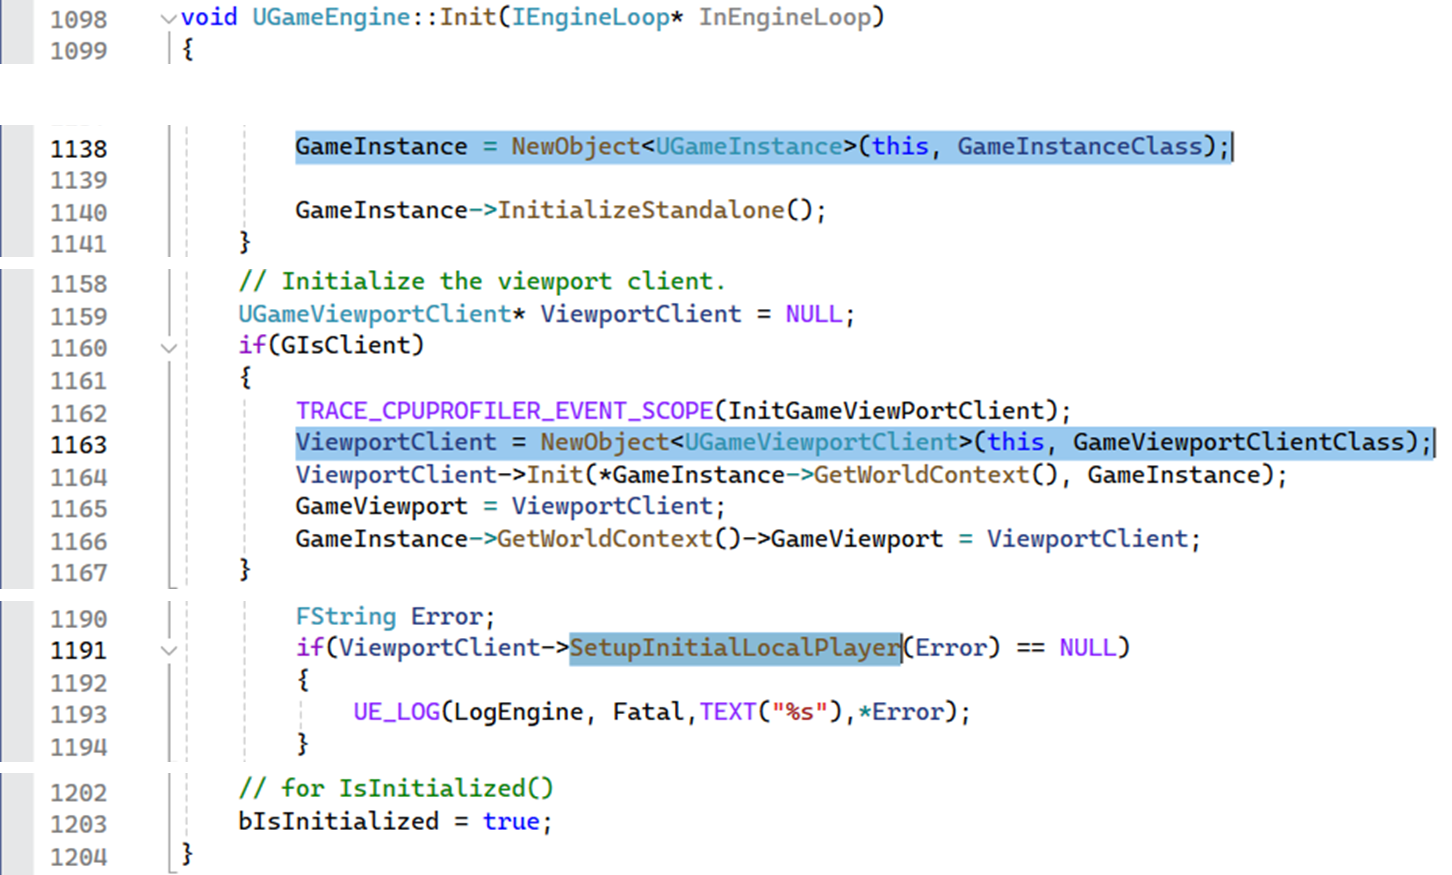 1098 void UGameEngine::Init(IEngineLoop* InEngineLoop)
1099 {
1138 GameInstance = NewObject<UGameInstance>(this, GameInstanceClass);
1139
1140 GameInstance->InitializeStandalone();
1141 }
1158 // Initialize the viewport client.
1159 UGameViewportClient* ViewportClient = NULL;
1160 if(GIsClient)
1161 {
1162 TRACE_CPUPROFILER_EVENT_SCOPE(InitGameViewPortClient);
1163 ViewportClient = NewObject<UGameViewportClient>(this, GameViewportClientClass);
1164 ViewportClient->Init(*GameInstance->GetWorldContext(), GameInstance);
1165 GameViewport = ViewportClient;
1166 GameInstance->GetWorldContext()->GameViewport = ViewportClient;
1167 }
1190 FString Error;
1191 if(ViewportClient->SetupInitialLocalPlayer(Error) == NULL)
1192 {
1193 UE_LOG(LogEngine, Fatal,TEXT("%s"),*Error);
1194 }
1202 // for IsInitialized()
1203 bIsInitialized = true;
1204 }